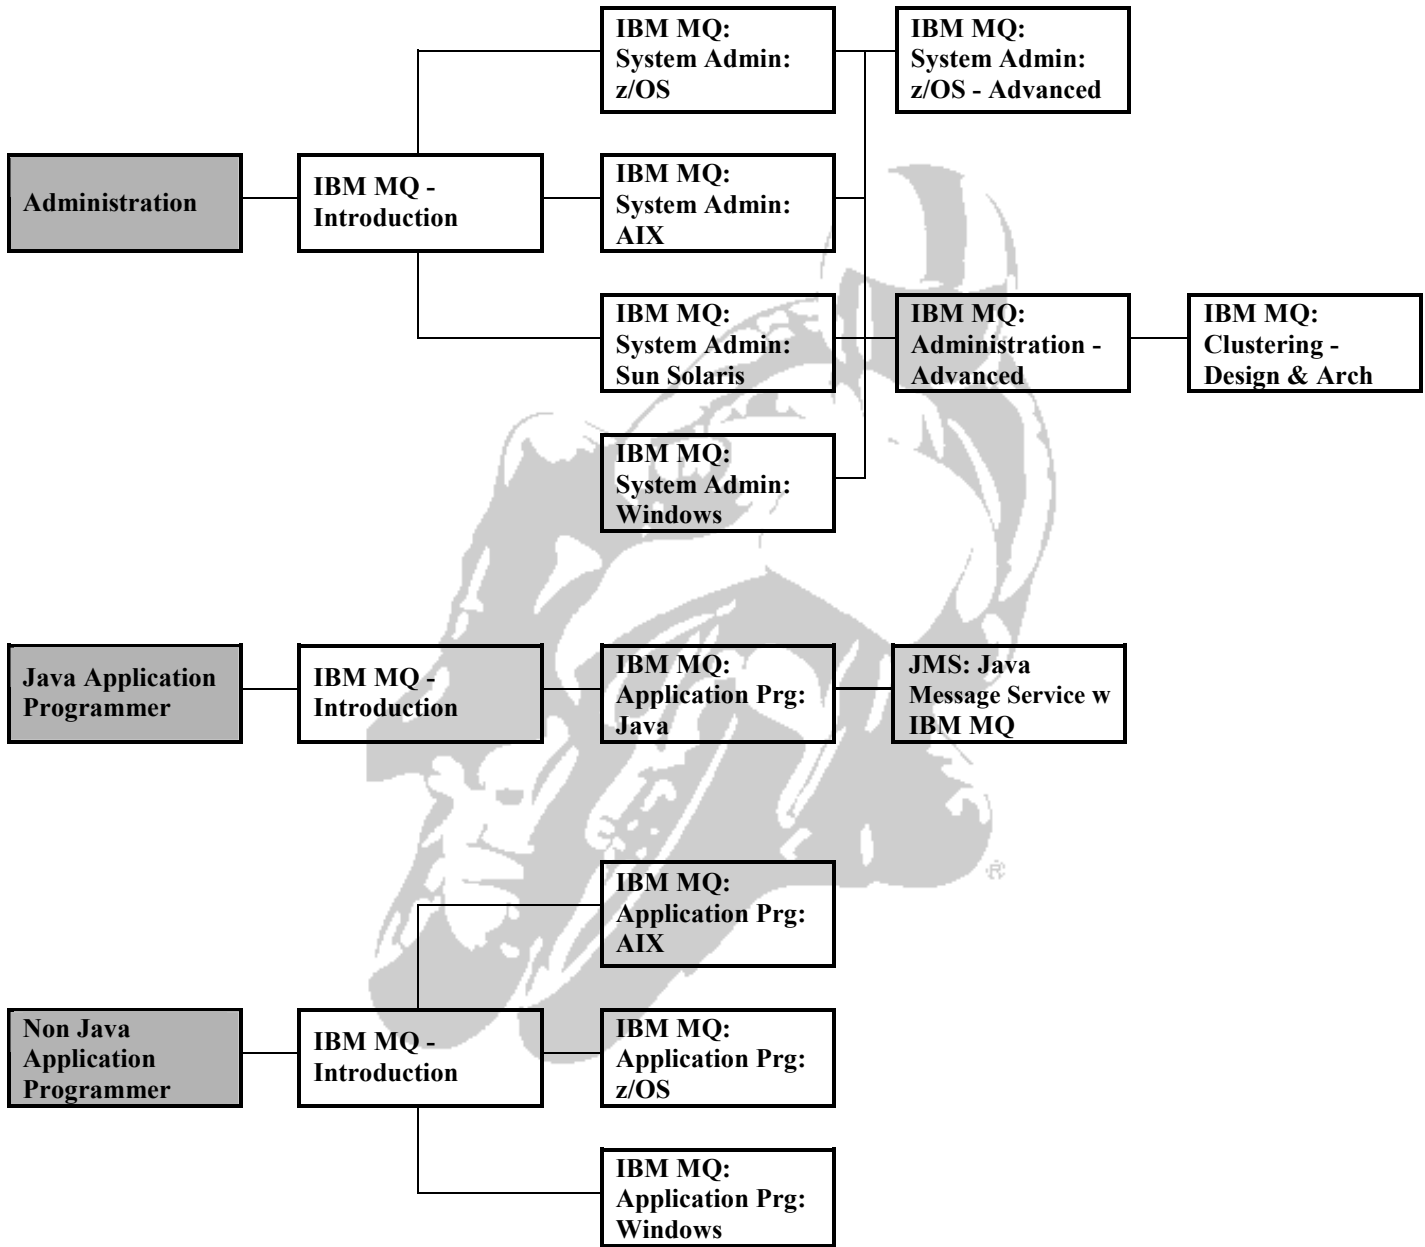 IBM MQ:
System Admin:
z/OS
IBM MQ:
System Admin:
z/OS - Advanced
Administration
IBM MQ -
Introduction
IBM MQ:
System Admin:
AIX
IBM MQ:
System Admin:
Sun Solaris
IBM MQ:
Administration -
Advanced
IBM MQ:
Clustering -
Design & Arch
IBM MQ:
System Admin:
Windows
Java Application
Programmer
IBM MQ -
Introduction
IBM MQ:
Application Prg:
Java
JMS: Java
Message Service w
IBM MQ
®
IBM MQ:
Application Prg:
AIX
Non Java
Application
Programmer
IBM MQ -
Introduction
IBM MQ:
Application Prg:
z/OS
IBM MQ:
Application Prg:
Windows